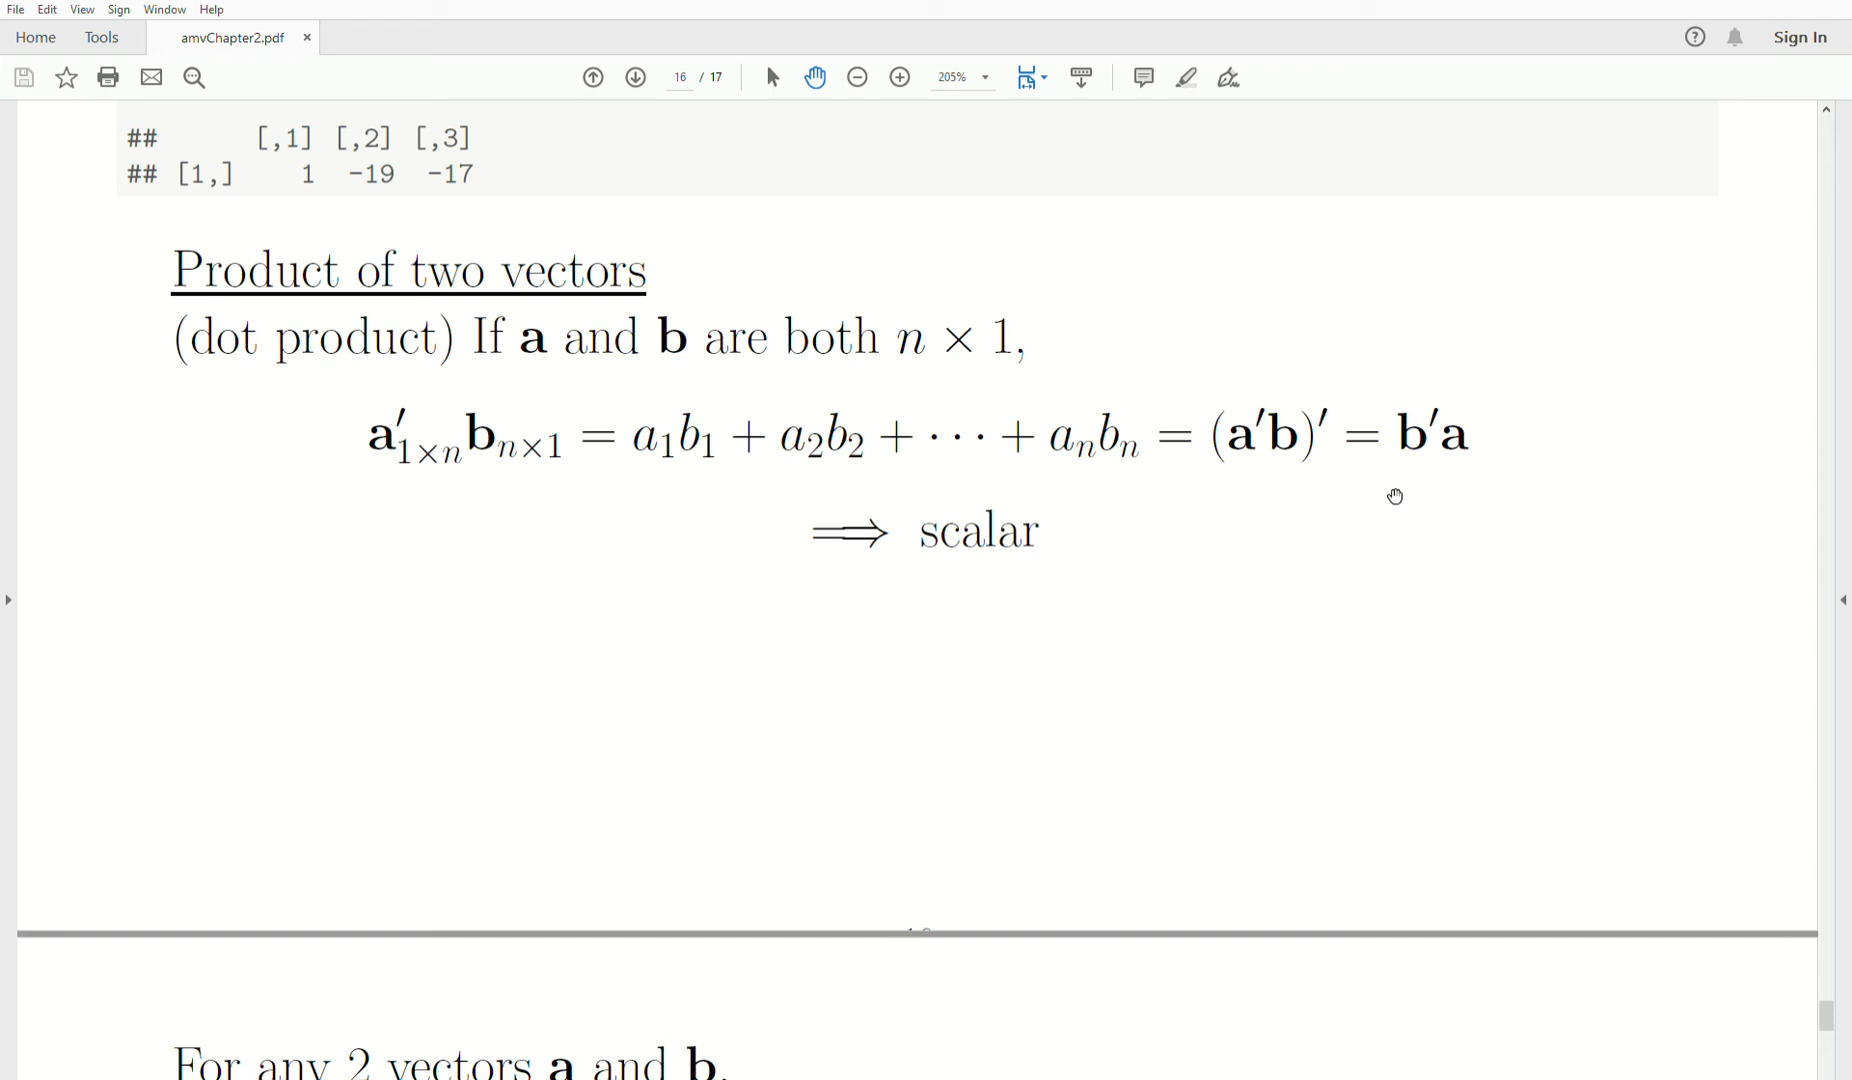 File Edit View Sign Window Help
Home Tools amvChapter2.pdf × Sign In
16 / 17 205%
## [,1] [,2] [,3]
## [1,] 1 -19 -17
Product of two vectors
(dot product) If a and b are both n × 1,
a′₁×ₙbₙ×₁ = a₁b₁ + a₂b₂ + ··· + aₙbₙ = (a′b)′ = b′a
⟹ scalar
For any 2 vectors a and b,